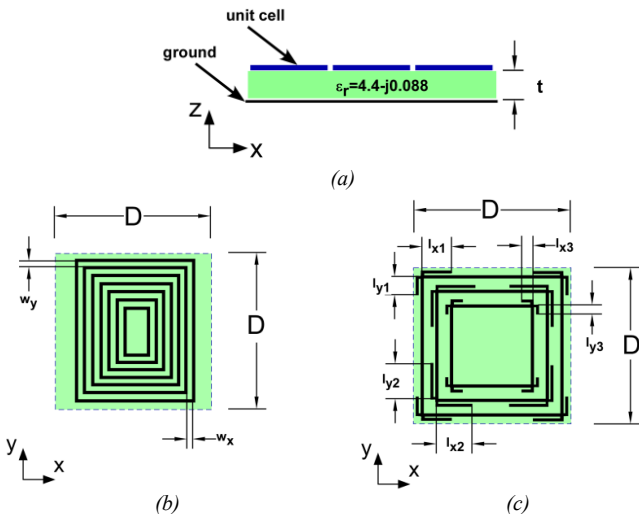 unit cell
ground
εr=4.4-j0.088
t
z
x
(a)
D
wy
D
wx
y
x
(b)
D
lx1
lx3
ly1
ly3
D
ly2
lx2
y
x
(c)